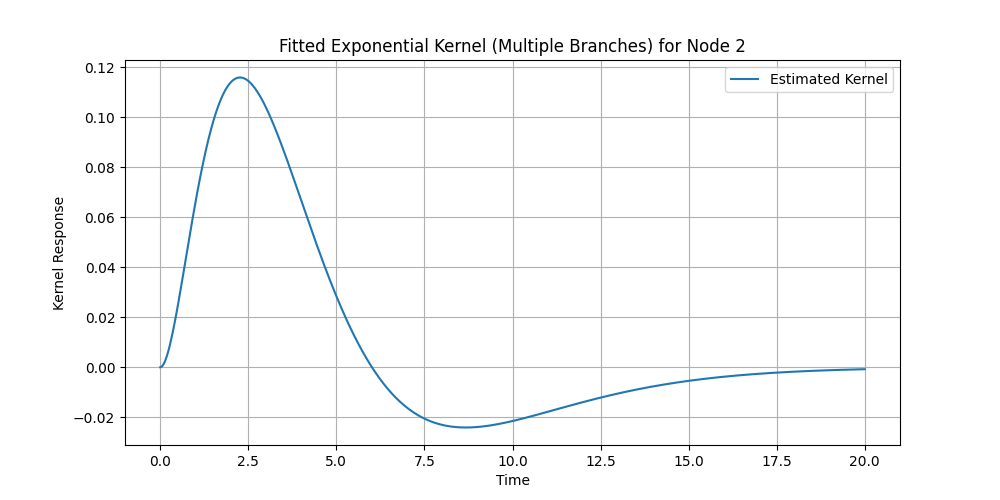 Fitted Exponential Kernel (Multiple Branches) for Node 2
Estimated Kernel
Kernel Response
0.12
0.10
0.08
0.06
0.04
0.02
0.00
−0.02
0.0 2.5 5.0 7.5 10.0 12.5 15.0 17.5 20.0
Time